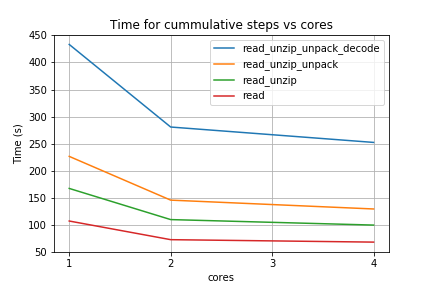 Time for cummulative steps vs cores
450
400
350
300
250
200
150
100
50
Time (s)
read_unzip_unpack_decode
read_unzip_unpack
read_unzip
read
1 2 3 4
cores